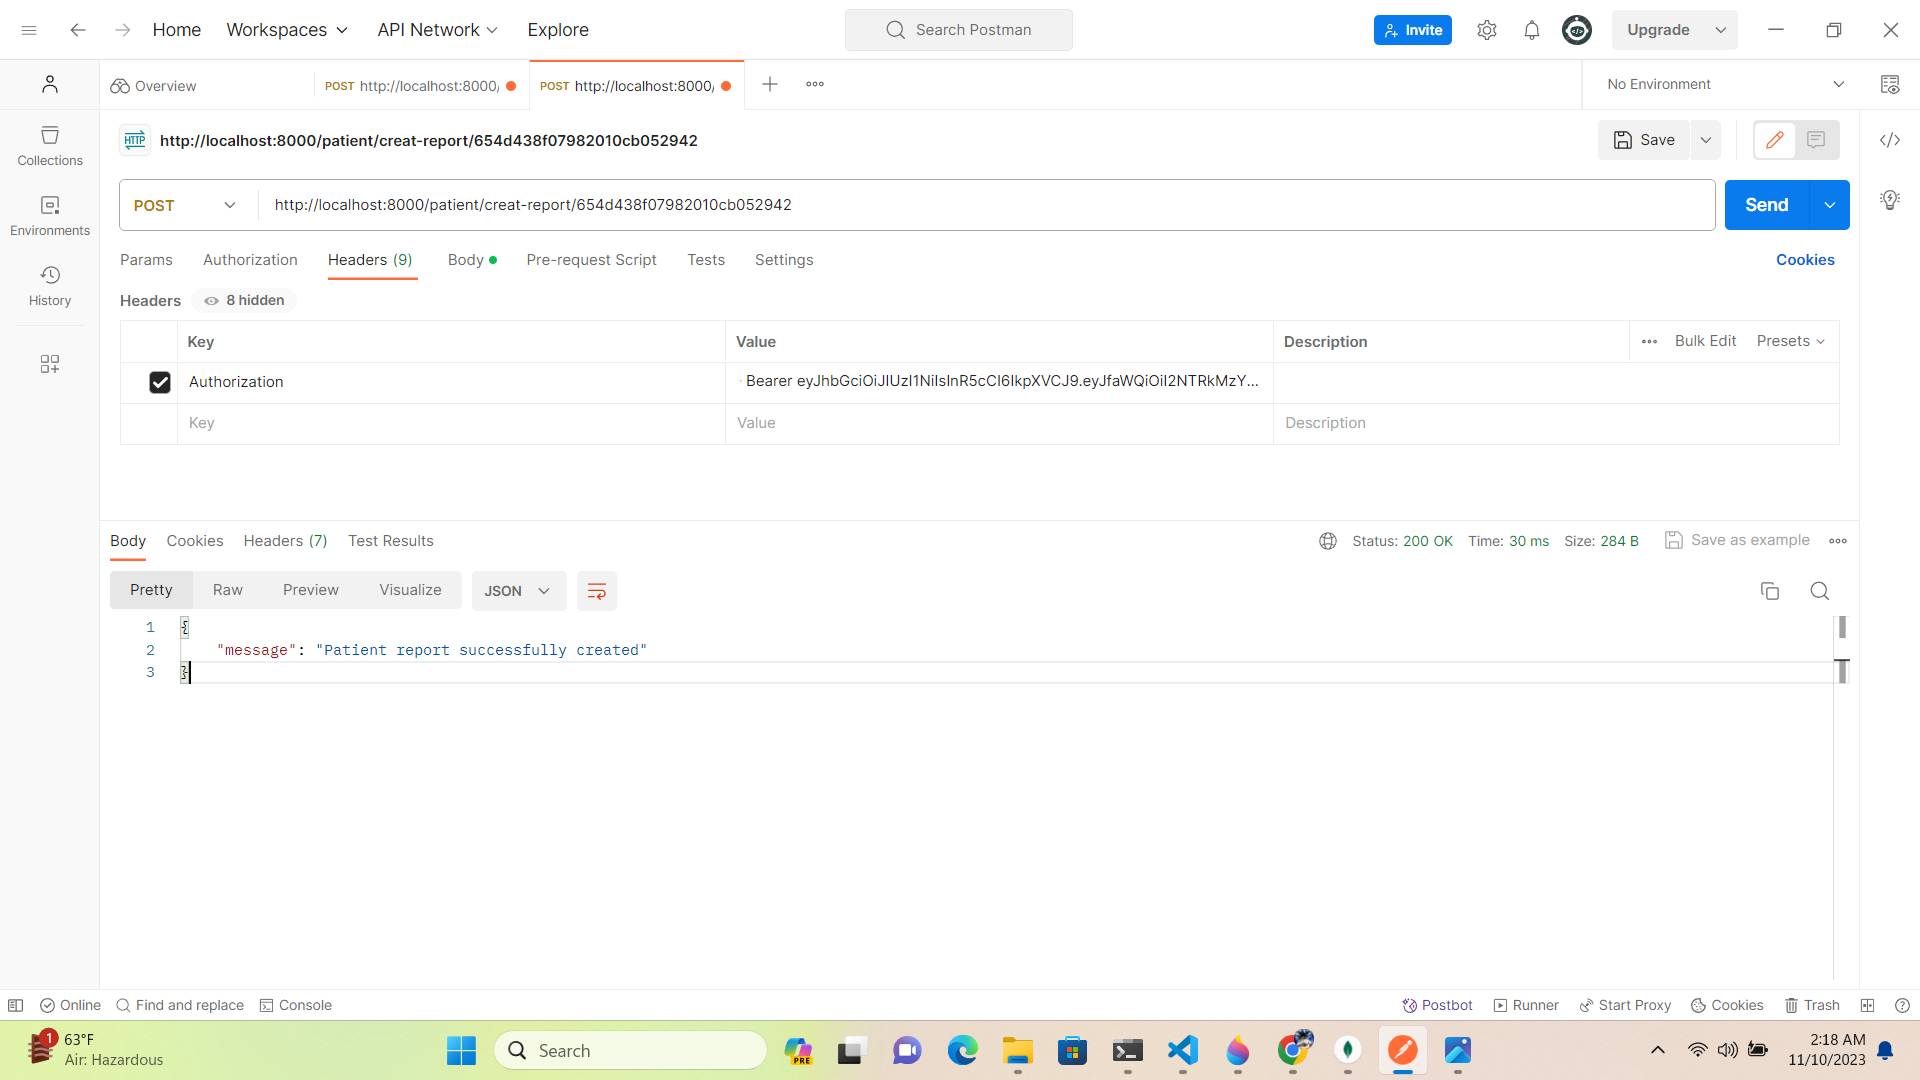 Home Workspaces API Network Explore Search Postman Invite Upgrade
Overview POST http://localhost:8000/ POST http://localhost:8000/ No Environment
HTTP http://localhost:8000/patient/creat-report/654d438f07982010cb052942 Save
Collections
POST http://localhost:8000/patient/creat-report/654d438f07982010cb052942 Send
Environments
Params Authorization Headers (9) Body Pre-request Script Tests Settings Cookies
History
Headers 8 hidden
Key Value Description Bulk Edit Presets
Authorization Bearer eyJhbGciOiJIUzI1NiIsInR5cCI6IkpXVCJ9.eyJfaWQiOiI2NTRkMzY...
Key Value Description
Body Cookies Headers (7) Test Results Status: 200 OK Time: 30 ms Size: 284 B Save as example
Pretty Raw Preview Visualize JSON
1 {
2 "message": "Patient report successfully created"
3 }
Online Find and replace Console Postbot Runner Start Proxy Cookies Trash
1 63°F
Air: Hazardous
Search
PRE
2:18 AM
11/10/2023